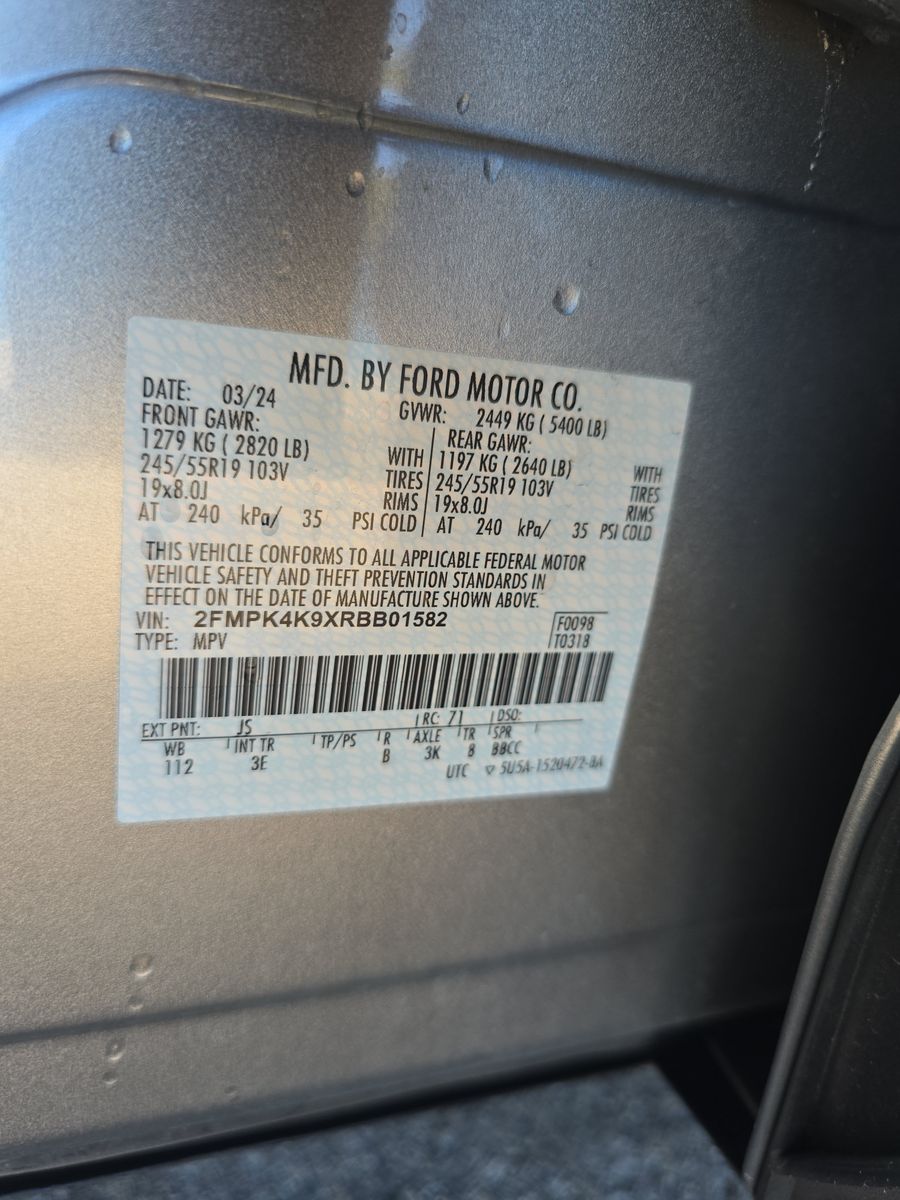 MFD. BY FORD MOTOR CO.
DATE: 03/24 GVWR: 2449 KG ( 5400 LB)
FRONT GAWR: REAR GAWR:
1279 KG ( 2820 LB) WITH 1197 KG ( 2640 LB) WITH
245/55R19 103V TIRES 245/55R19 103V TIRES
19x8.0J RIMS 19x8.0J RIMS
AT 240 kPa/ 35 PSI COLD AT 240 kPa/ 35 PSI COLD
THIS VEHICLE CONFORMS TO ALL APPLICABLE FEDERAL MOTOR
VEHICLE SAFETY AND THEFT PREVENTION STANDARDS IN
EFFECT ON THE DATE OF MANUFACTURE SHOWN ABOVE.
VIN: 2FMPK4K9XRBB01582 F0098
TYPE: MPV T0318
EXT PNT: JS RC: 71 DSO:
WB INT TR TP/PS R AXLE TR SPR
112 3E B 3K 8 BBCC
UTC ▽ 5U5A-1520472-BA